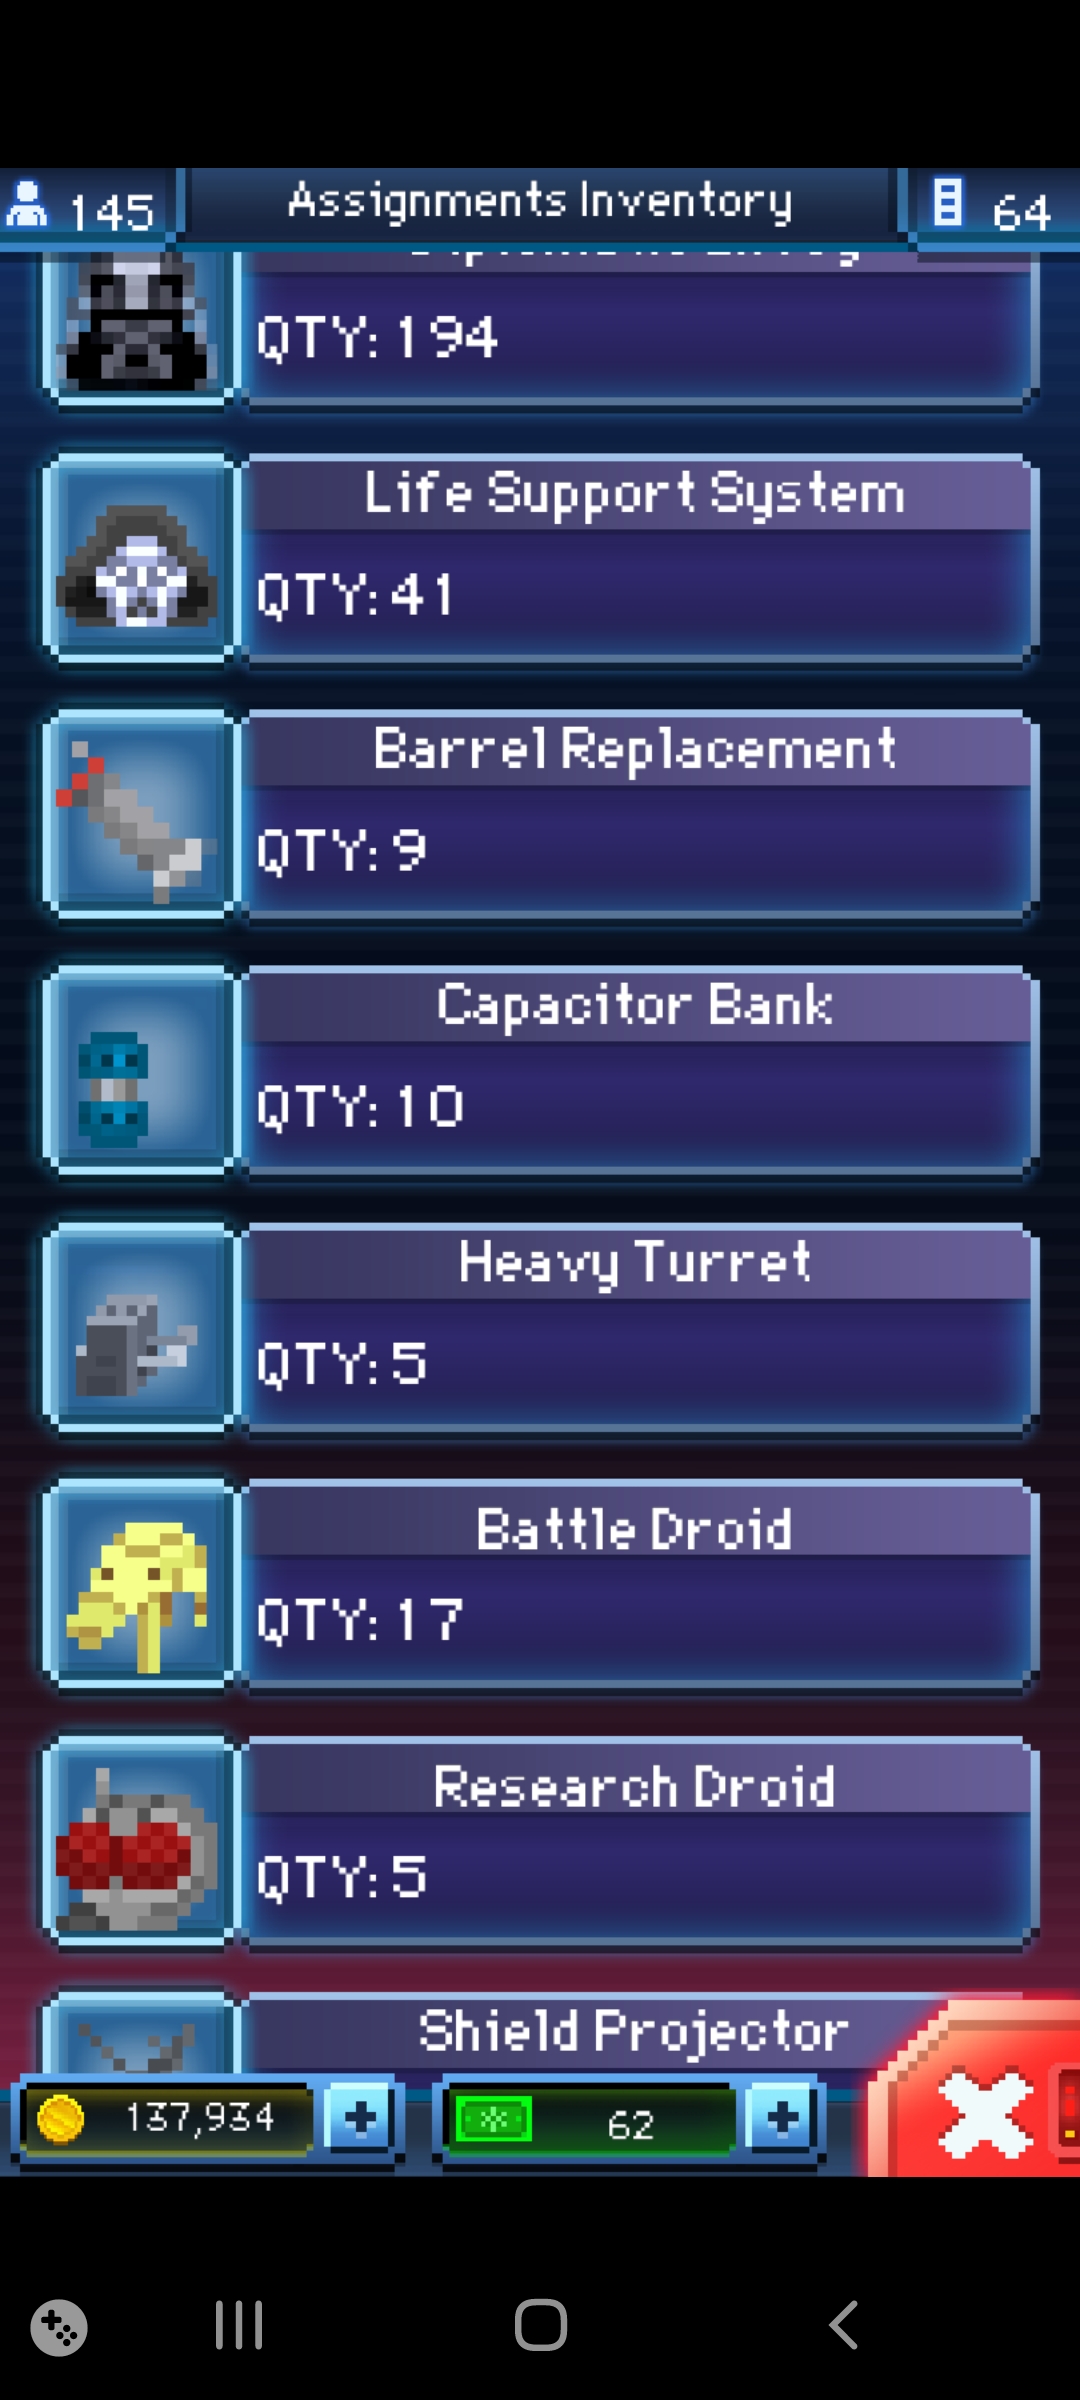 145
Assignments Inventory
64
QTY: 194
Life Support System
QTY: 41
Barrel Replacement
QTY: 9
Capacitor Bank
QTY: 10
Heavy Turret
QTY: 5
Battle Droid
QTY: 17
Research Droid
QTY: 5
Shield Projector
137,934
62